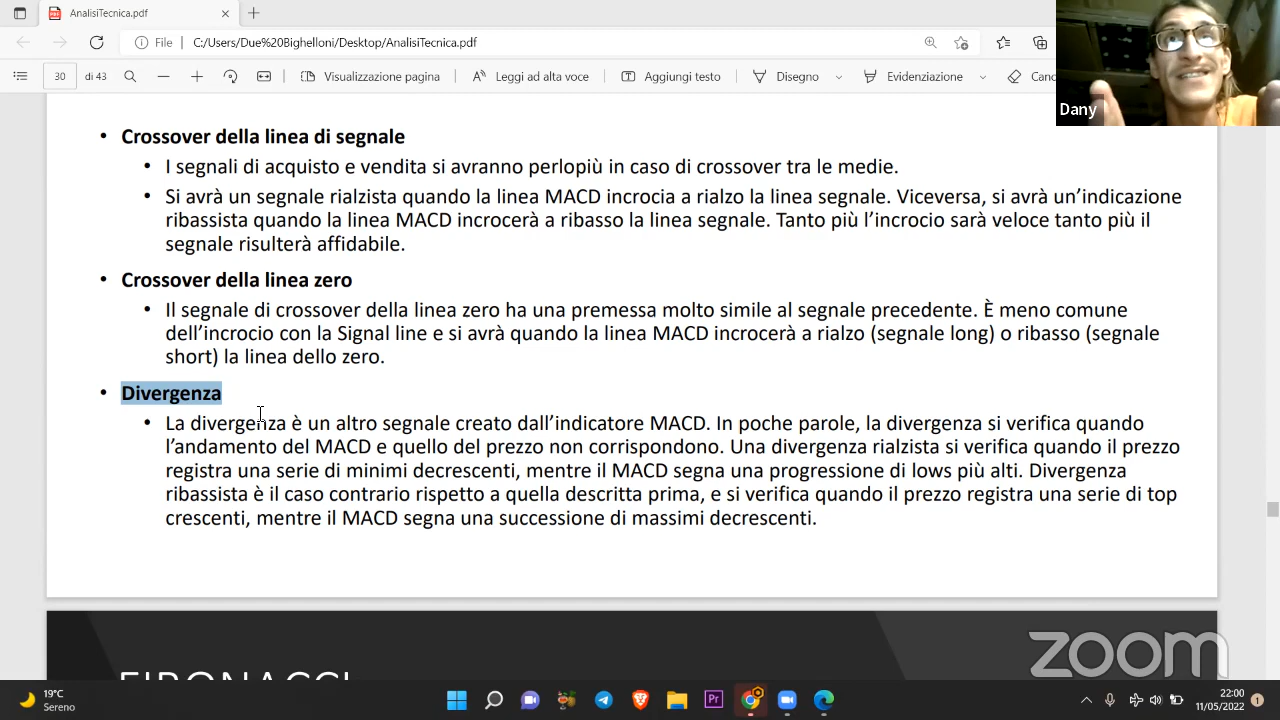 AnalisiTecnica.pdf
File
C:/Users/Due%20Bighelloni/Desktop/AnalisiTecnica.pdf
30
di 43
Visualizzazione pagina
Leggi ad alta voce
Aggiungi testo
Disegno
Evidenziazione
Canc
Dany
• Crossover della linea di segnale
• I segnali di acquisto e vendita si avranno perlopiù in caso di crossover tra le medie.
• Si avrà un segnale rialzista quando la linea MACD incrocia a rialzo la linea segnale. Viceversa, si avrà un'indicazione
ribassista quando la linea MACD incrocerà a ribasso la linea segnale. Tanto più l'incrocio sarà veloce tanto più il
segnale risulterà affidabile.
• Crossover della linea zero
• Il segnale di crossover della linea zero ha una premessa molto simile al segnale precedente. È meno comune
dell'incrocio con la Signal line e si avrà quando la linea MACD incrocerà a rialzo (segnale long) o ribasso (segnale
short) la linea dello zero.
• Divergenza
• La divergenza è un altro segnale creato dall'indicatore MACD. In poche parole, la divergenza si verifica quando
l'andamento del MACD e quello del prezzo non corrispondono. Una divergenza rialzista si verifica quando il prezzo
registra una serie di minimi decrescenti, mentre il MACD segna una progressione di lows più alti. Divergenza
ribassista è il caso contrario rispetto a quella descritta prima, e si verifica quando il prezzo registra una serie di top
crescenti, mentre il MACD segna una successione di massimi decrescenti.
FIBONACCI
zoom
19°C
Sereno
Pr
22:00
11/05/2022
1